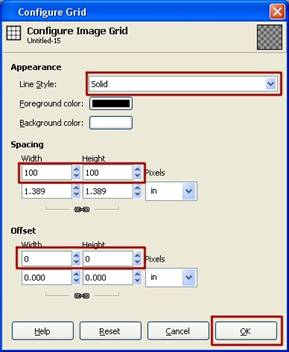 Configure Grid
Configure Image Grid
Untitled-15
Appearance
Line Style: Solid
Foreground color:
Background color:
Spacing
Width Height
100 100 Pixels
1.389 1.389 in
Offset
Width Height
0 0 Pixels
0.000 0.000 in
Help Reset Cancel OK